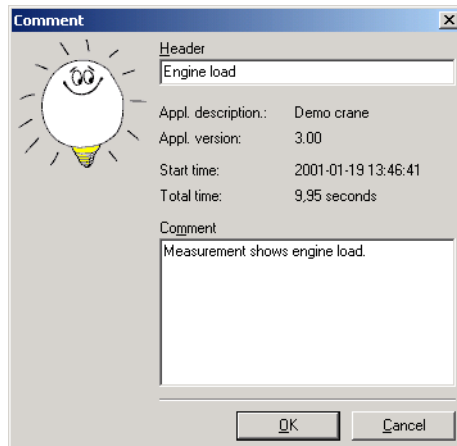 Comment
Header
Engine load
Appl. description.: Demo crane
Appl. version: 3.00
Start time: 2001-01-19 13:46:41
Total time: 9,95 seconds
Comment
Measurement shows engine load.
OK Cancel